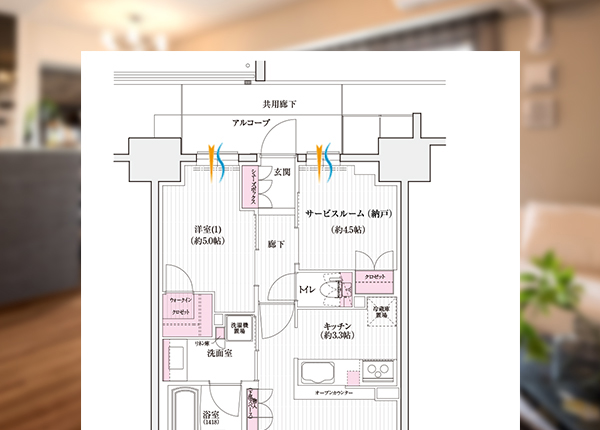 共用廊下
アルコーブ
シューズボックス
玄関
洋室(1)
(約5.0帖)
サービスルーム(納戸)
(約4.5帖)
廊下
トイレ
クロゼット
ウォークイン
クロゼット
冷蔵庫
置場
洗濯機
置場
キッチン
(約3.3帖)
リネン庫
洗面室
オープンカウンター
浴室
(1418)